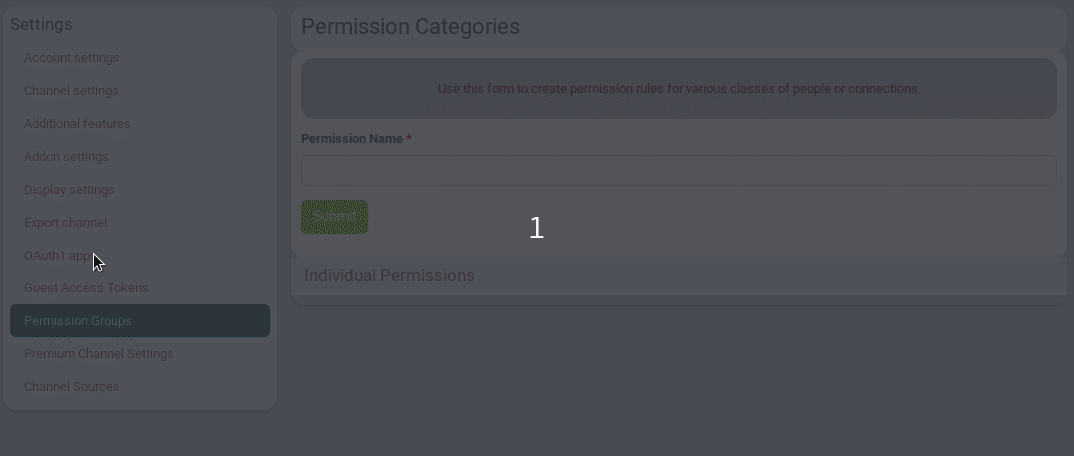 Settings
Account settings
Channel settings
Additional features
Addon settings
Display settings
Export channel
OAuth1 apps
Guest Access Tokens
Permission Groups
Premium Channel Settings
Channel Sources
Permission Categories
Use this form to create permission rules for various classes of people or connections.
Permission Name *
Submit
1
Individual Permissions